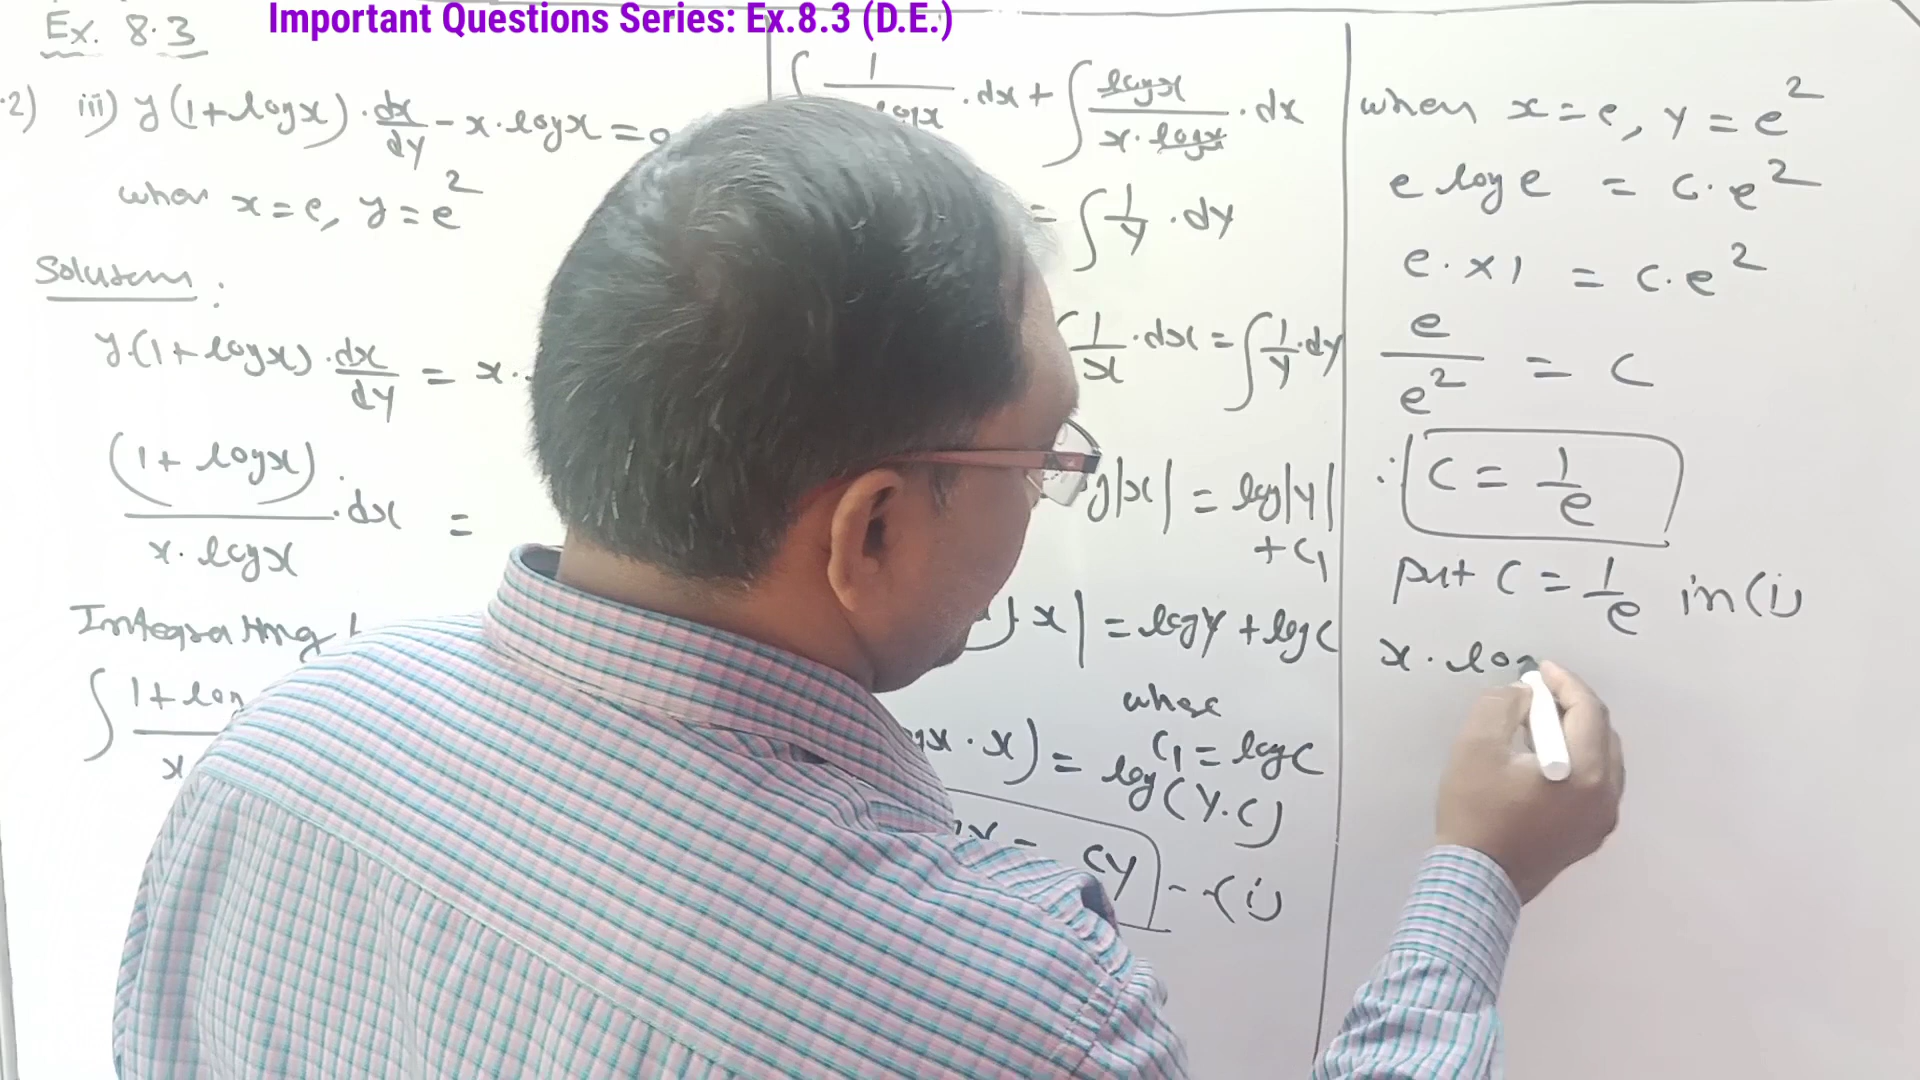 Important Questions Series: Ex.8.3 (D.E.)
Ex. 8.3
2) iii) y(1+logx)·dx/dy - x·logx = 0
when x=e, y=e²
Solution:
y·(1+logx)·dx/dy = x·
(1+logx)/(x·logx)·dx =
Integrating
∫ 1+log
x
∫ 1/logx·dx + ∫ logx/(x·logx)·dx
= ∫ 1/y·dy
1/x·dx = ∫ 1/y·dy
g|x| = log|y|
+c₁
x| = logy + logc
where
c₁ = logc
x·x) = log(y·c)
x = cy --(i)
when x=e, y=e²
e loge = c·e²
e·×1 = c·e²
e/e² = c
∴ c = 1/e
put c = 1/e in (i)
x·log